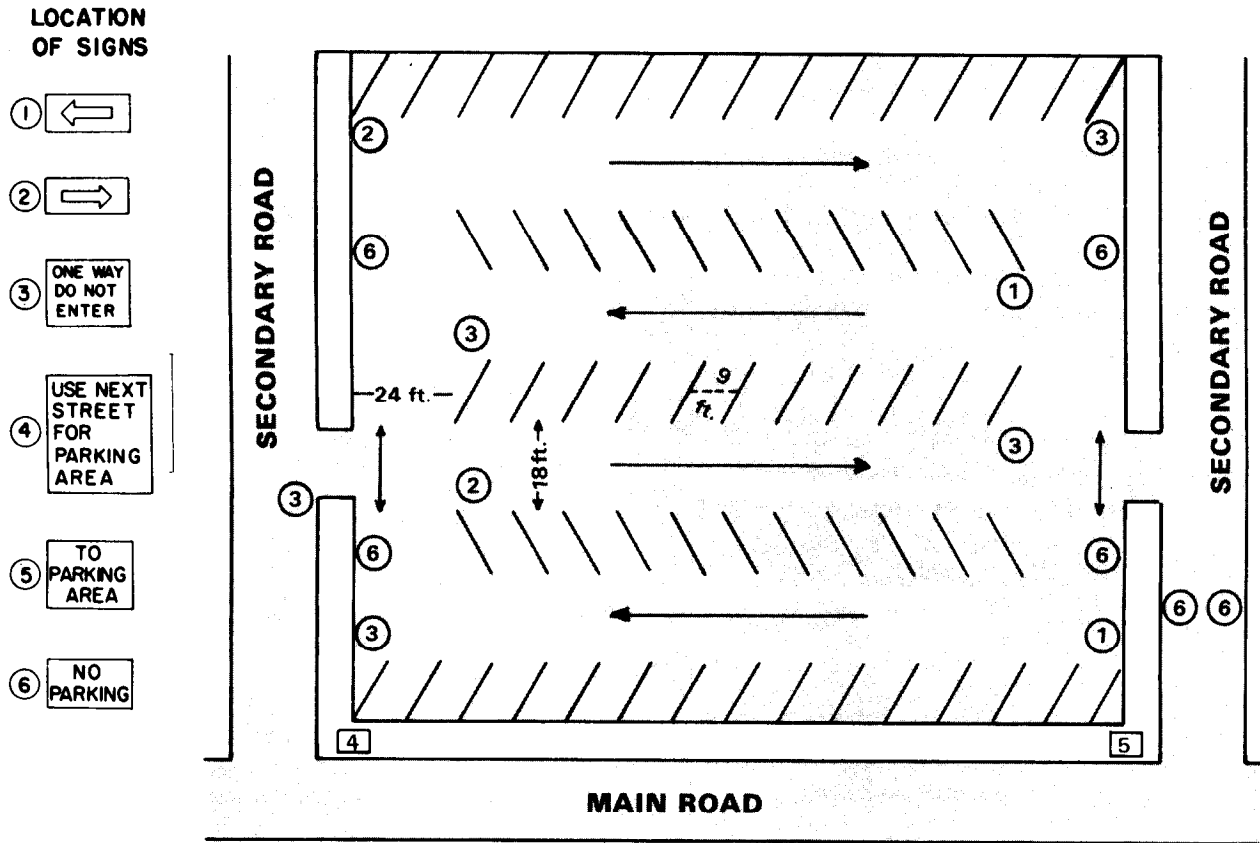 LOCATION
OF SIGNS
1
2
3
ONE WAY
DO NOT
ENTER
4
USE NEXT
STREET
FOR
PARKING
AREA
5
TO
PARKING
AREA
6
NO
PARKING
SECONDARY ROAD
SECONDARY ROAD
2
3
6
6
1
3
24 ft.
9
ft.
3
18 ft.
2
3
6
6
6 6
3
1
4
5
MAIN ROAD